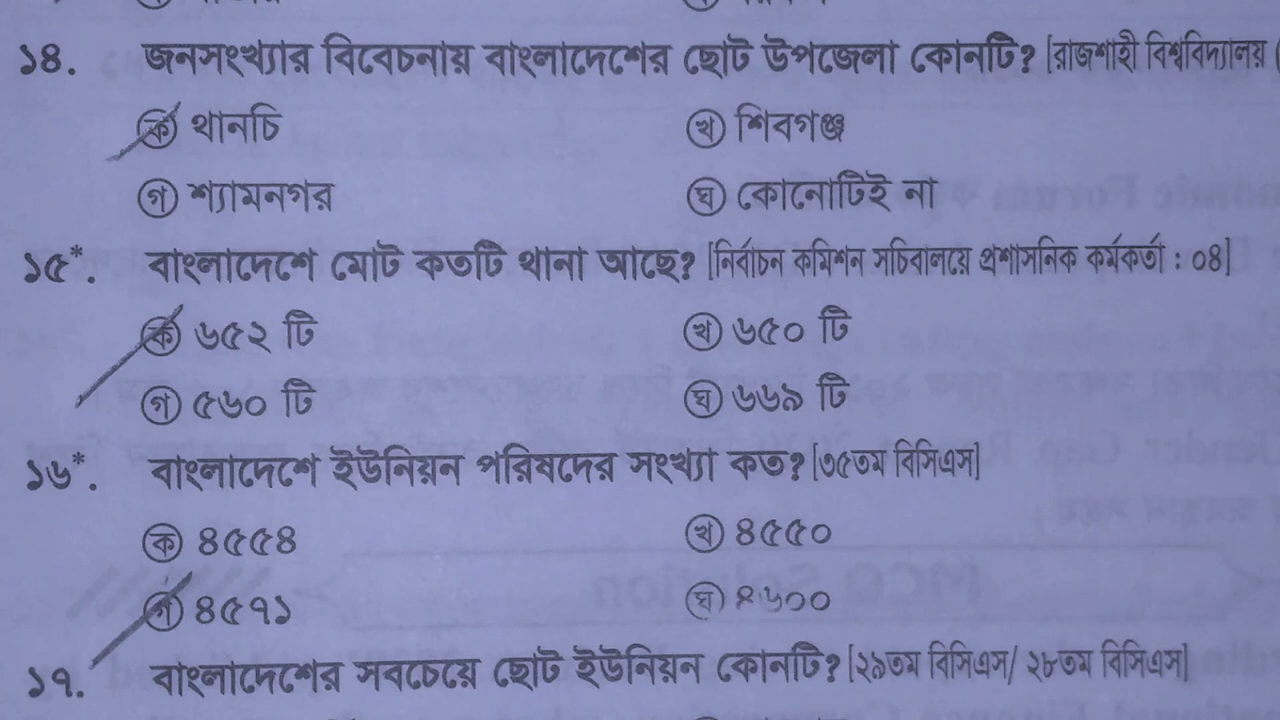 ১৪. জনসংখ্যার বিবেচনায় বাংলাদেশের ছোট উপজেলা কোনটি? [রাজশাহী বিশ্ববিদ্যালয় (
ক থানচি খ শিবগঞ্জ
গ শ্যামনগর ঘ কোনোটিই না
১৫*. বাংলাদেশে মোট কতটি থানা আছে? [নির্বাচন কমিশন সচিবালয়ে প্রশাসনিক কর্মকর্তা : ০৪]
ক ৬৫২ টি খ ৬৫০ টি
গ ৫৬০ টি ঘ ৬৬৯ টি
১৬*. বাংলাদেশে ইউনিয়ন পরিষদের সংখ্যা কত? [৩৫তম বিসিএস]
ক ৪৫৫৪ খ ৪৫৫০
গ ৪৫৭১ ঘ ৪৬০০
১৭. বাংলাদেশের সবচেয়ে ছোট ইউনিয়ন কোনটি? [২৯তম বিসিএস/ ২৮তম বিসিএস]